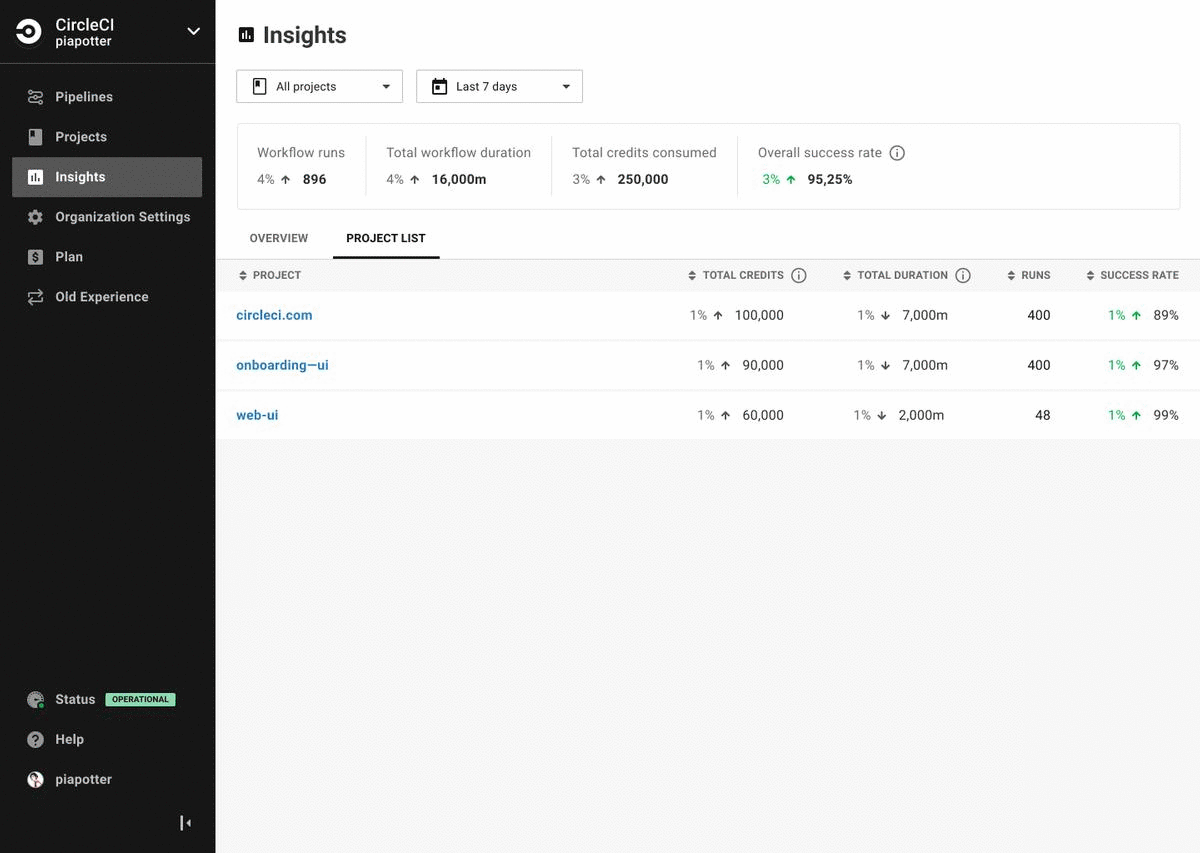 CircleCI
piapotter
Pipelines
Projects
Insights
Organization Settings
Plan
Old Experience
Status OPERATIONAL
Help
piapotter
Insights
All projects Last 7 days
Workflow runs Total workflow duration Total credits consumed Overall success rate
4% 896 4% 16,000m 3% 250,000 3% 95,25%
OVERVIEW PROJECT LIST
PROJECT TOTAL CREDITS TOTAL DURATION RUNS SUCCESS RATE
circleci.com 1% 100,000 1% 7,000m 400 1% 89%
onboarding—ui 1% 90,000 1% 7,000m 400 1% 97%
web-ui 1% 60,000 1% 2,000m 48 1% 99%